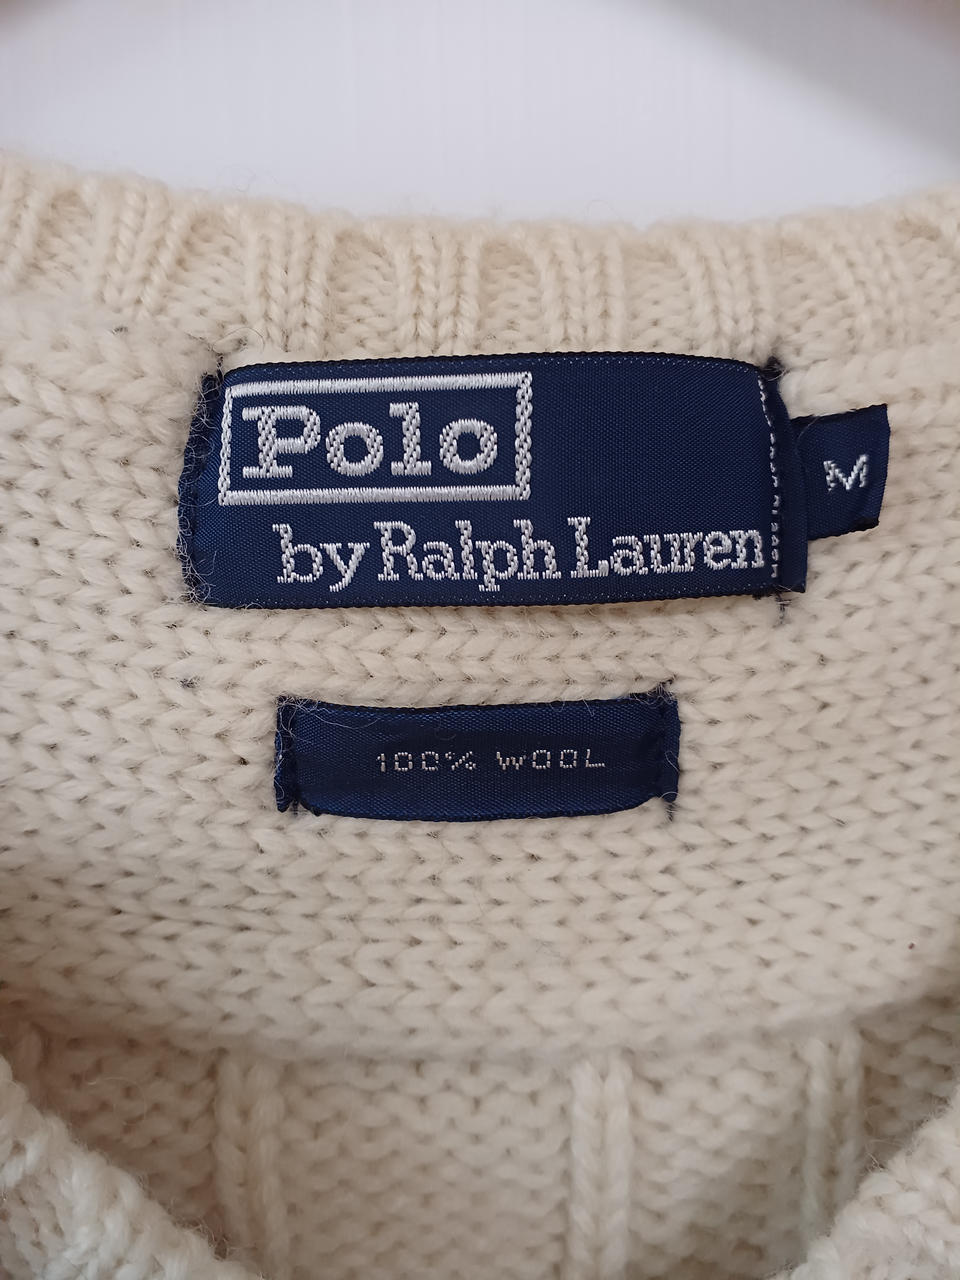 Polo
by Ralph Lauren
M
100% WOOL